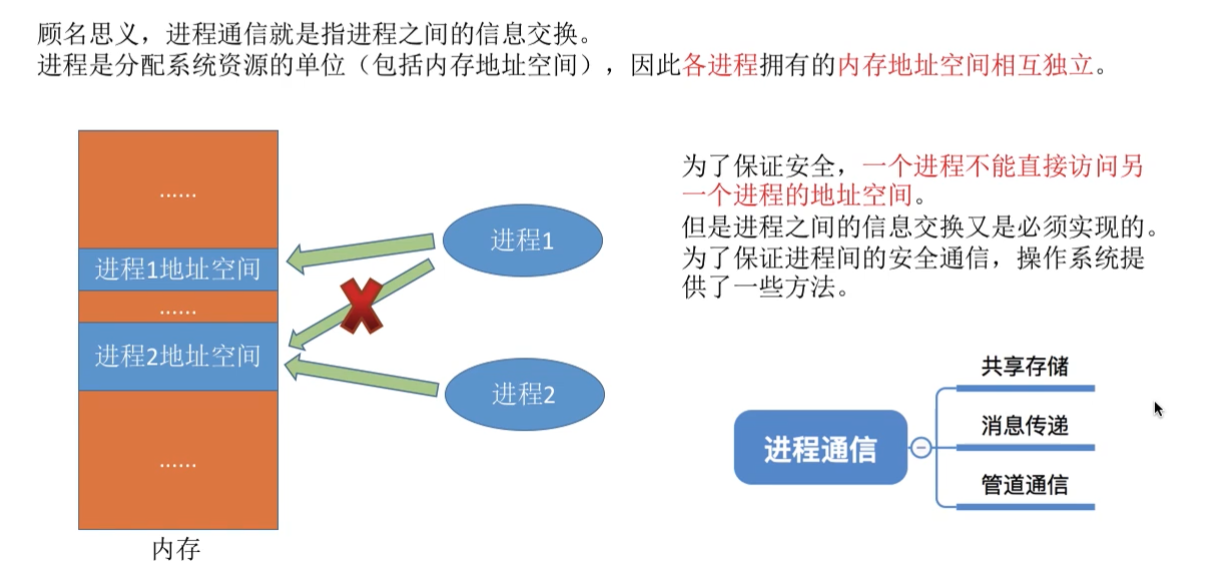 顾名思义，进程通信就是指进程之间的信息交换。
进程是分配系统资源的单位（包括内存地址空间），因此各进程拥有的内存地址空间相互独立。
……
进程1地址空间
……
进程2地址空间
……
内存
进程1
进程2
为了保证安全，一个进程不能直接访问另
一个进程的地址空间。
但是进程之间的信息交换又是必须实现的。
为了保证进程间的安全通信，操作系统提
供了一些方法。
进程通信
共享存储
消息传递
管道通信